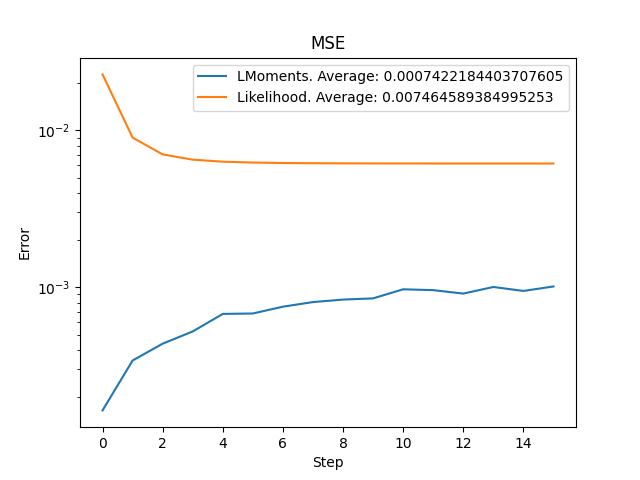 MSE
LMoments. Average: 0.0007422184403707605
Likelihood. Average: 0.007464589384995253
10⁻²
10⁻³
Error
0 2 4 6 8 10 12 14
Step